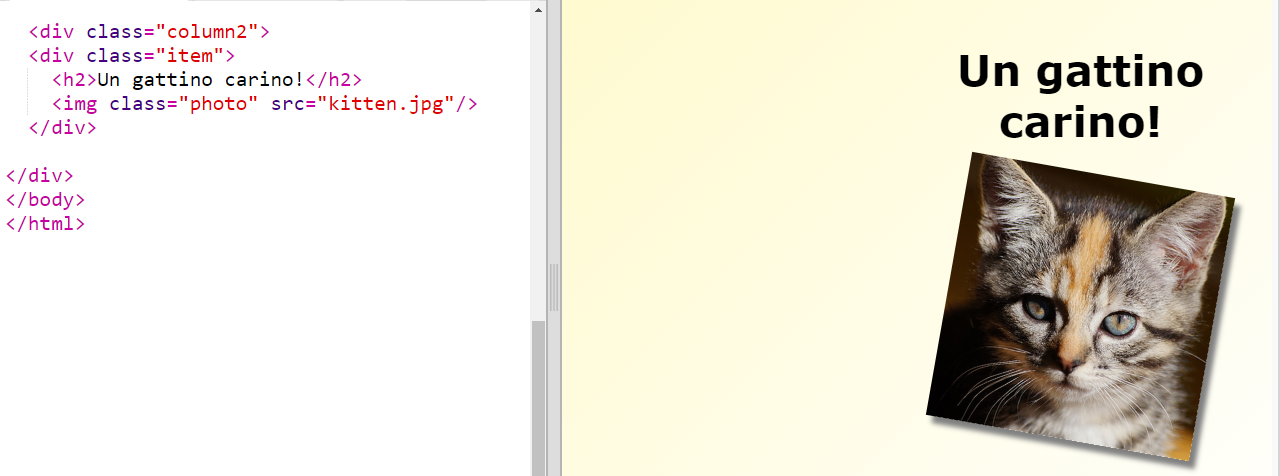 <div class="column2">
<div class="item">
<h2>Un gattino carino!</h2>
<img class="photo" src="kitten.jpg"/>
</div>
</div>
</body>
</html>
Un gattino
carino!